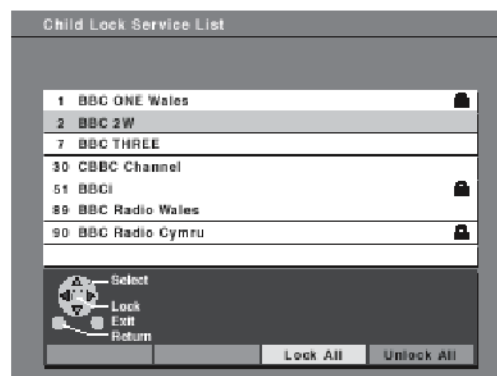 Child Lock Service List
1 BBC ONE Wales
2 BBC 2W
7 BBC THREE
30 CBBC Channel
51 BBCi
89 BBC Radio Wales
90 BBC Radio Cymru
Select
Lock
Exit
Return
Lock All Unlock All